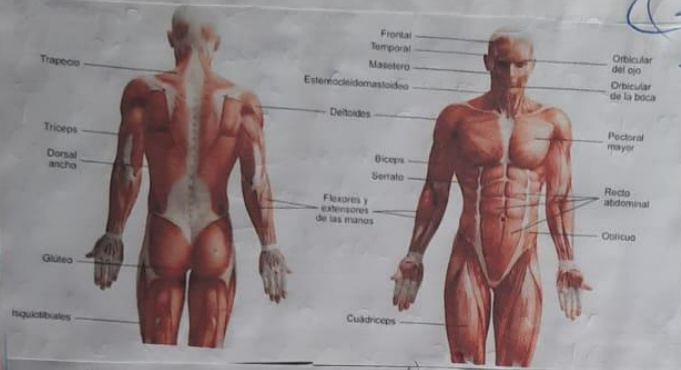 Trapecio
Tríceps
Dorsal
ancho
Glúteo
Isquiotibiales
Deltoides
Flexores y
extensores
de las manos
Frontal
Temporal
Masetero
Esternocleidomastoideo
Bíceps
Serrato
Cuádriceps
Orbicular
del ojo
Orbicular
de la boca
Pectoral
mayor
Recto
abdominal
Oblicuo